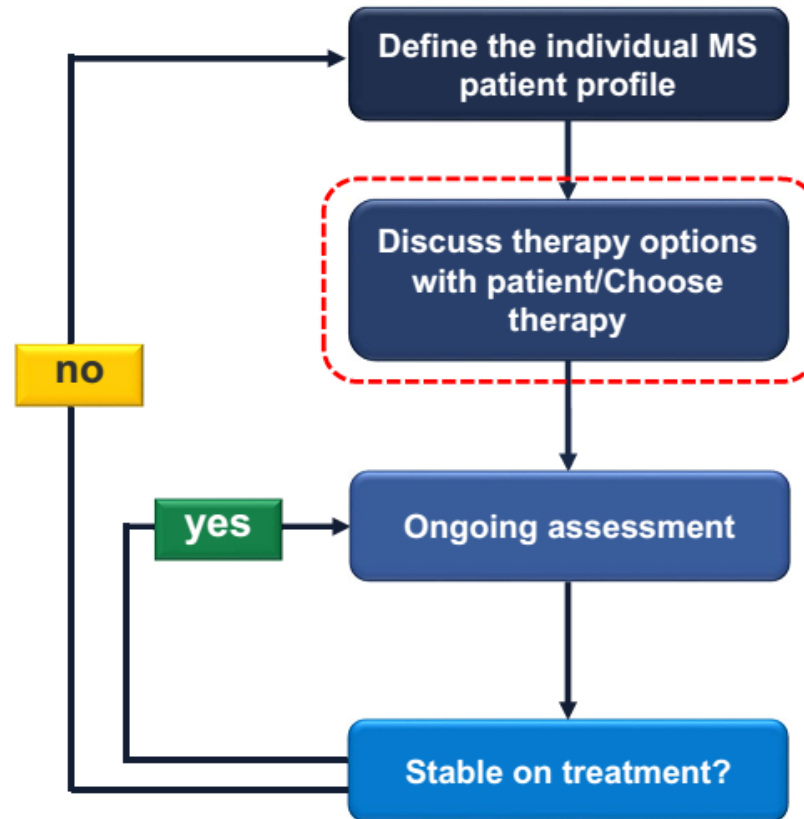 Define the individual MS
patient profile
Discuss therapy options
with patient/Choose
therapy
no
yes
Ongoing assessment
Stable on treatment?